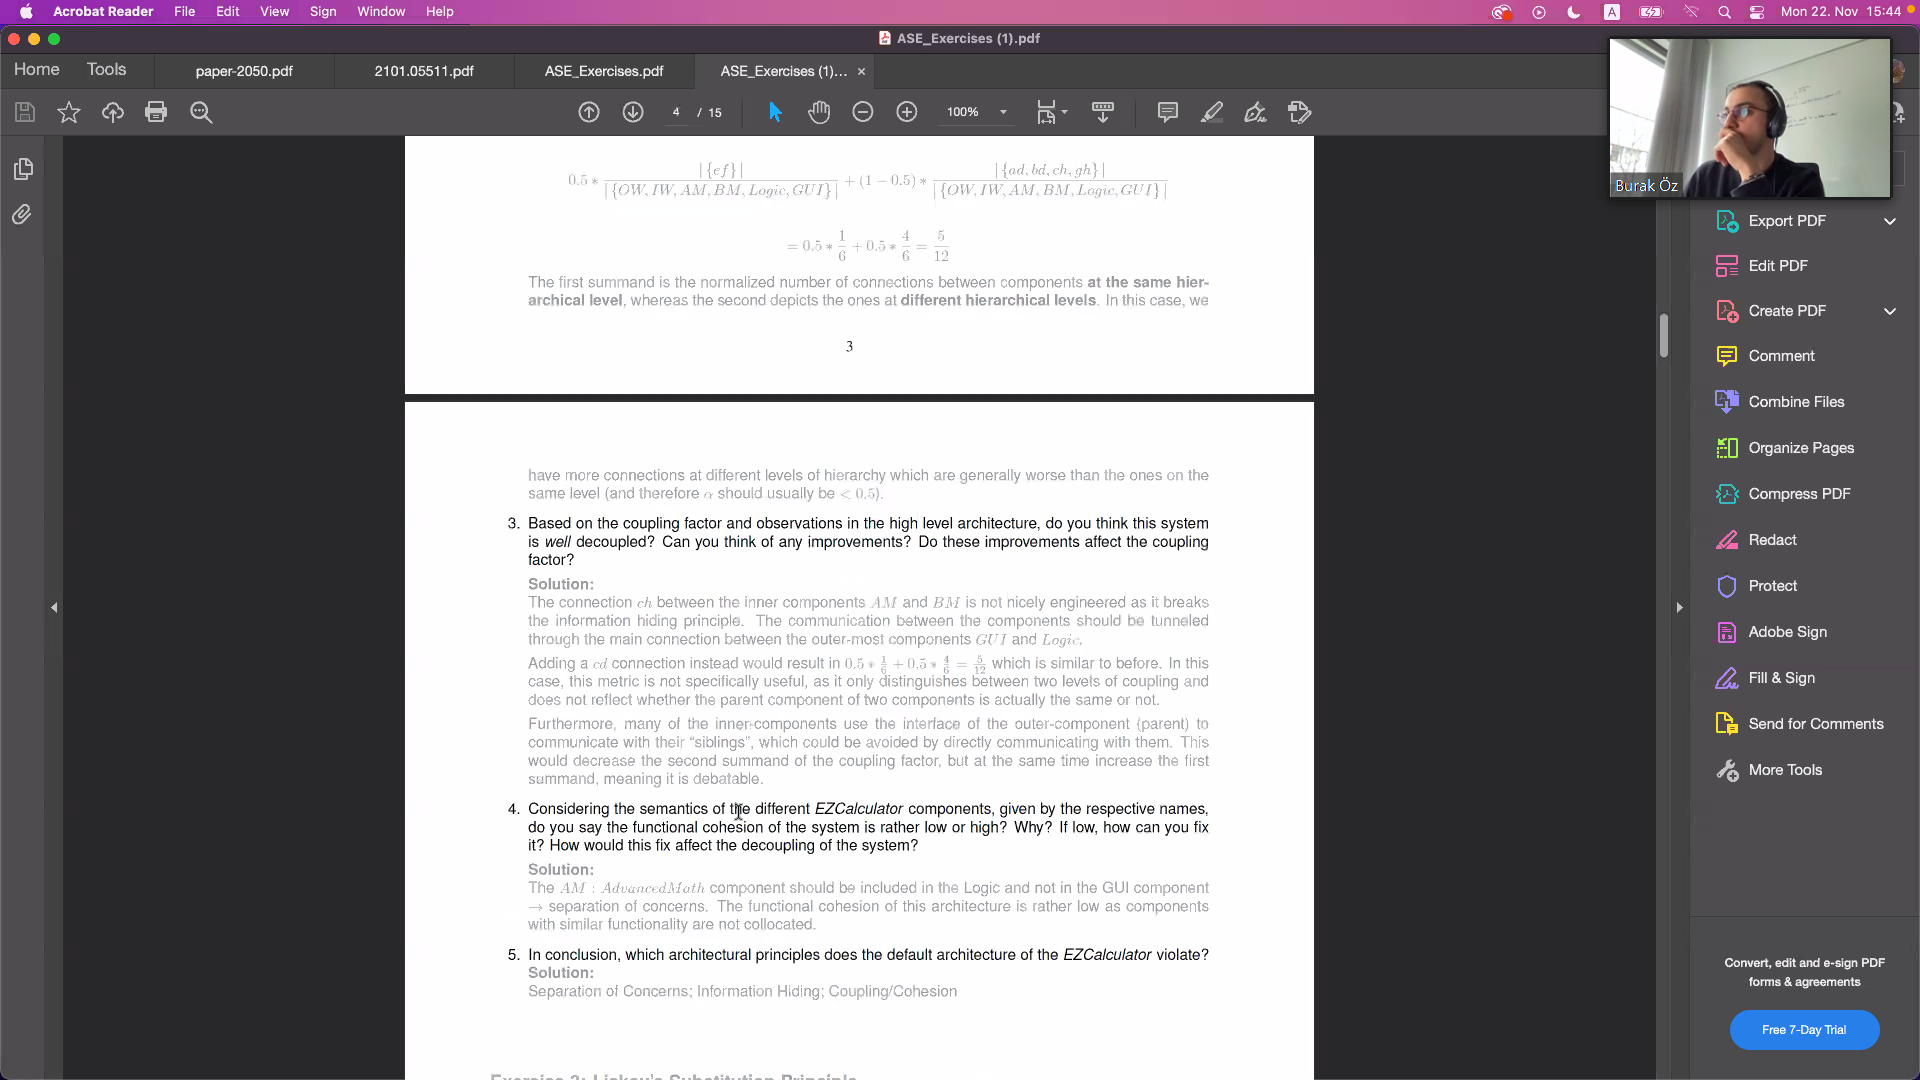 Acrobat Reader File Edit View Sign Window Help A Mon 22. Nov 15:44
ASE_Exercises (1).pdf
Home Tools paper-2050.pdf 2101.05511.pdf ASE_Exercises.pdf ASE_Exercises (1)... ×
4 / 15 100%
Burak Öz
0.5 * |{ef}| / |{OW, IW, AM, BM, Logic, GUI}| + (1 − 0.5) * |{ad, bd, ch, gh}| / |{OW, IW, AM, BM, Logic, GUI}|
= 0.5 * 1/6 + 0.5 * 4/6 = 5/12
The first summand is the normalized number of connections between components at the same hier-
archical level, whereas the second depicts the ones at different hierarchical levels. In this case, we
3
have more connections at different levels of hierarchy which are generally worse than the ones on the
same level (and therefore α should usually be < 0.5).
3. Based on the coupling factor and observations in the high level architecture, do you think this system
is well decoupled? Can you think of any improvements? Do these improvements affect the coupling
factor?
Solution:
The connection ch between the inner components AM and BM is not nicely engineered as it breaks
the information hiding principle. The communication between the components should be tunneled
through the main connection between the outer-most components GUI and Logic.
Adding a cd connection instead would result in 0.5 * 1/6 + 0.5 * 4/6 = 5/12 which is similar to before. In this
case, this metric is not specifically useful, as it only distinguishes between two levels of coupling and
does not reflect whether the parent component of two components is actually the same or not.
Furthermore, many of the inner-components use the interface of the outer-component (parent) to
communicate with their “siblings”, which could be avoided by directly communicating with them. This
would decrease the second summand of the coupling factor, but at the same time increase the first
summand, meaning it is debatable.
4. Considering the semantics of the different EZCalculator components, given by the respective names,
do you say the functional cohesion of the system is rather low or high? Why? If low, how can you fix
it? How would this fix affect the decoupling of the system?
Solution:
The AM : AdvancedMath component should be included in the Logic and not in the GUI component
→ separation of concerns. The functional cohesion of this architecture is rather low as components
with similar functionality are not collocated.
5. In conclusion, which architectural principles does the default architecture of the EZCalculator violate?
Solution:
Separation of Concerns; Information Hiding; Coupling/Cohesion
Exercise 2: Liskov's Substitution Principle
Export PDF
Edit PDF
Create PDF
Comment
Combine Files
Organize Pages
Compress PDF
Redact
Protect
Adobe Sign
Fill & Sign
Send for Comments
More Tools
Convert, edit and e-sign PDF
forms & agreements
Free 7-Day Trial